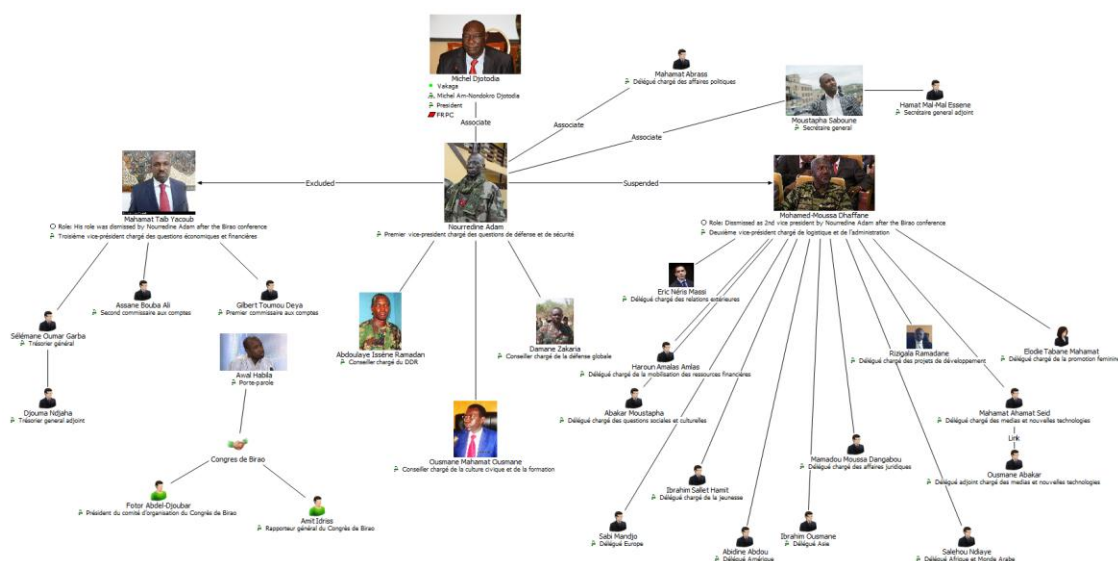 Michel Djotodia
Vakaga
Michel Am-Nondokro Djotodia
President
FRPC
Associate
Mahamat Abrass
Délégué chargé des affaires politiques
Associate
Moustapha Saboune
Secrétaire general
Hamat Mal-Mal Essene
Secrétaire general adjoint
Associate
Mahamat Taib Yacoub
Role: His role was dismissed by Nourredine Adam after the Birao conference
Troisième vice-président chargé des questions économiques et financières
Excluded
Nourredine Adam
Premier vice-president chargé des questions de défense et de sécurité
Suspended
Mohamed-Moussa Dhaffane
Role: Dismissed as 2nd vice president by Nourredine Adam after the Birao conference
Deuxième vice-président chargé de logistique et de l'administration
Assane Bouba Ali
Second commissaire aux comptes
Gilbert Toumou Deya
Premier commissaire aux comptes
Eric Néris Massi
Délégué chargé des relations extérieures
Sélémane Oumar Garba
Trésorier général
Abdoulaye Issène Ramadan
Conseiller chargé du DDR
Damane Zakaria
Conseiller chargé de la défense globale
Rizigala Ramadane
Délégué chargé des projets de développement
Elodie Tabane Mahamat
Délégué chargé de la promotion feminine
Awal Habila
Porte-parole
Haroun Amalas Amlas
Délégué chargé de la mobilisation des ressources financières
Djouma Ndjaha
Trésorier general adjoint
Abakar Moustapha
Délégué chargé des questions sociales et culturelles
Mahamat Ahamat Seid
Délégué chargé des medias et nouvelles technologies
Link
Congres de Birao
Ousmane Mahamat Ousmane
Conseiller chargé de la culture civique et de la formation
Mamadou Moussa Dangabou
Délégué chargé des affaires juridiques
Ousmane Abakar
Délégué adjoint chargé des medias et nouvelles technologies
Fotor Abdel-Djoubar
Président du comité d'organisation du Congrès de Birao
Amit Idriss
Rapporteur général du Congrès de Birao
Ibrahim Sallet Hamit
Délégué chargé de la jeunesse
Sabi Mandjo
Délégué Europe
Abidine Abdou
Délégué Amérique
Ibrahim Ousmane
Délégué Asie
Salehou Ndiaye
Délégué Afrique et Monde Arabe